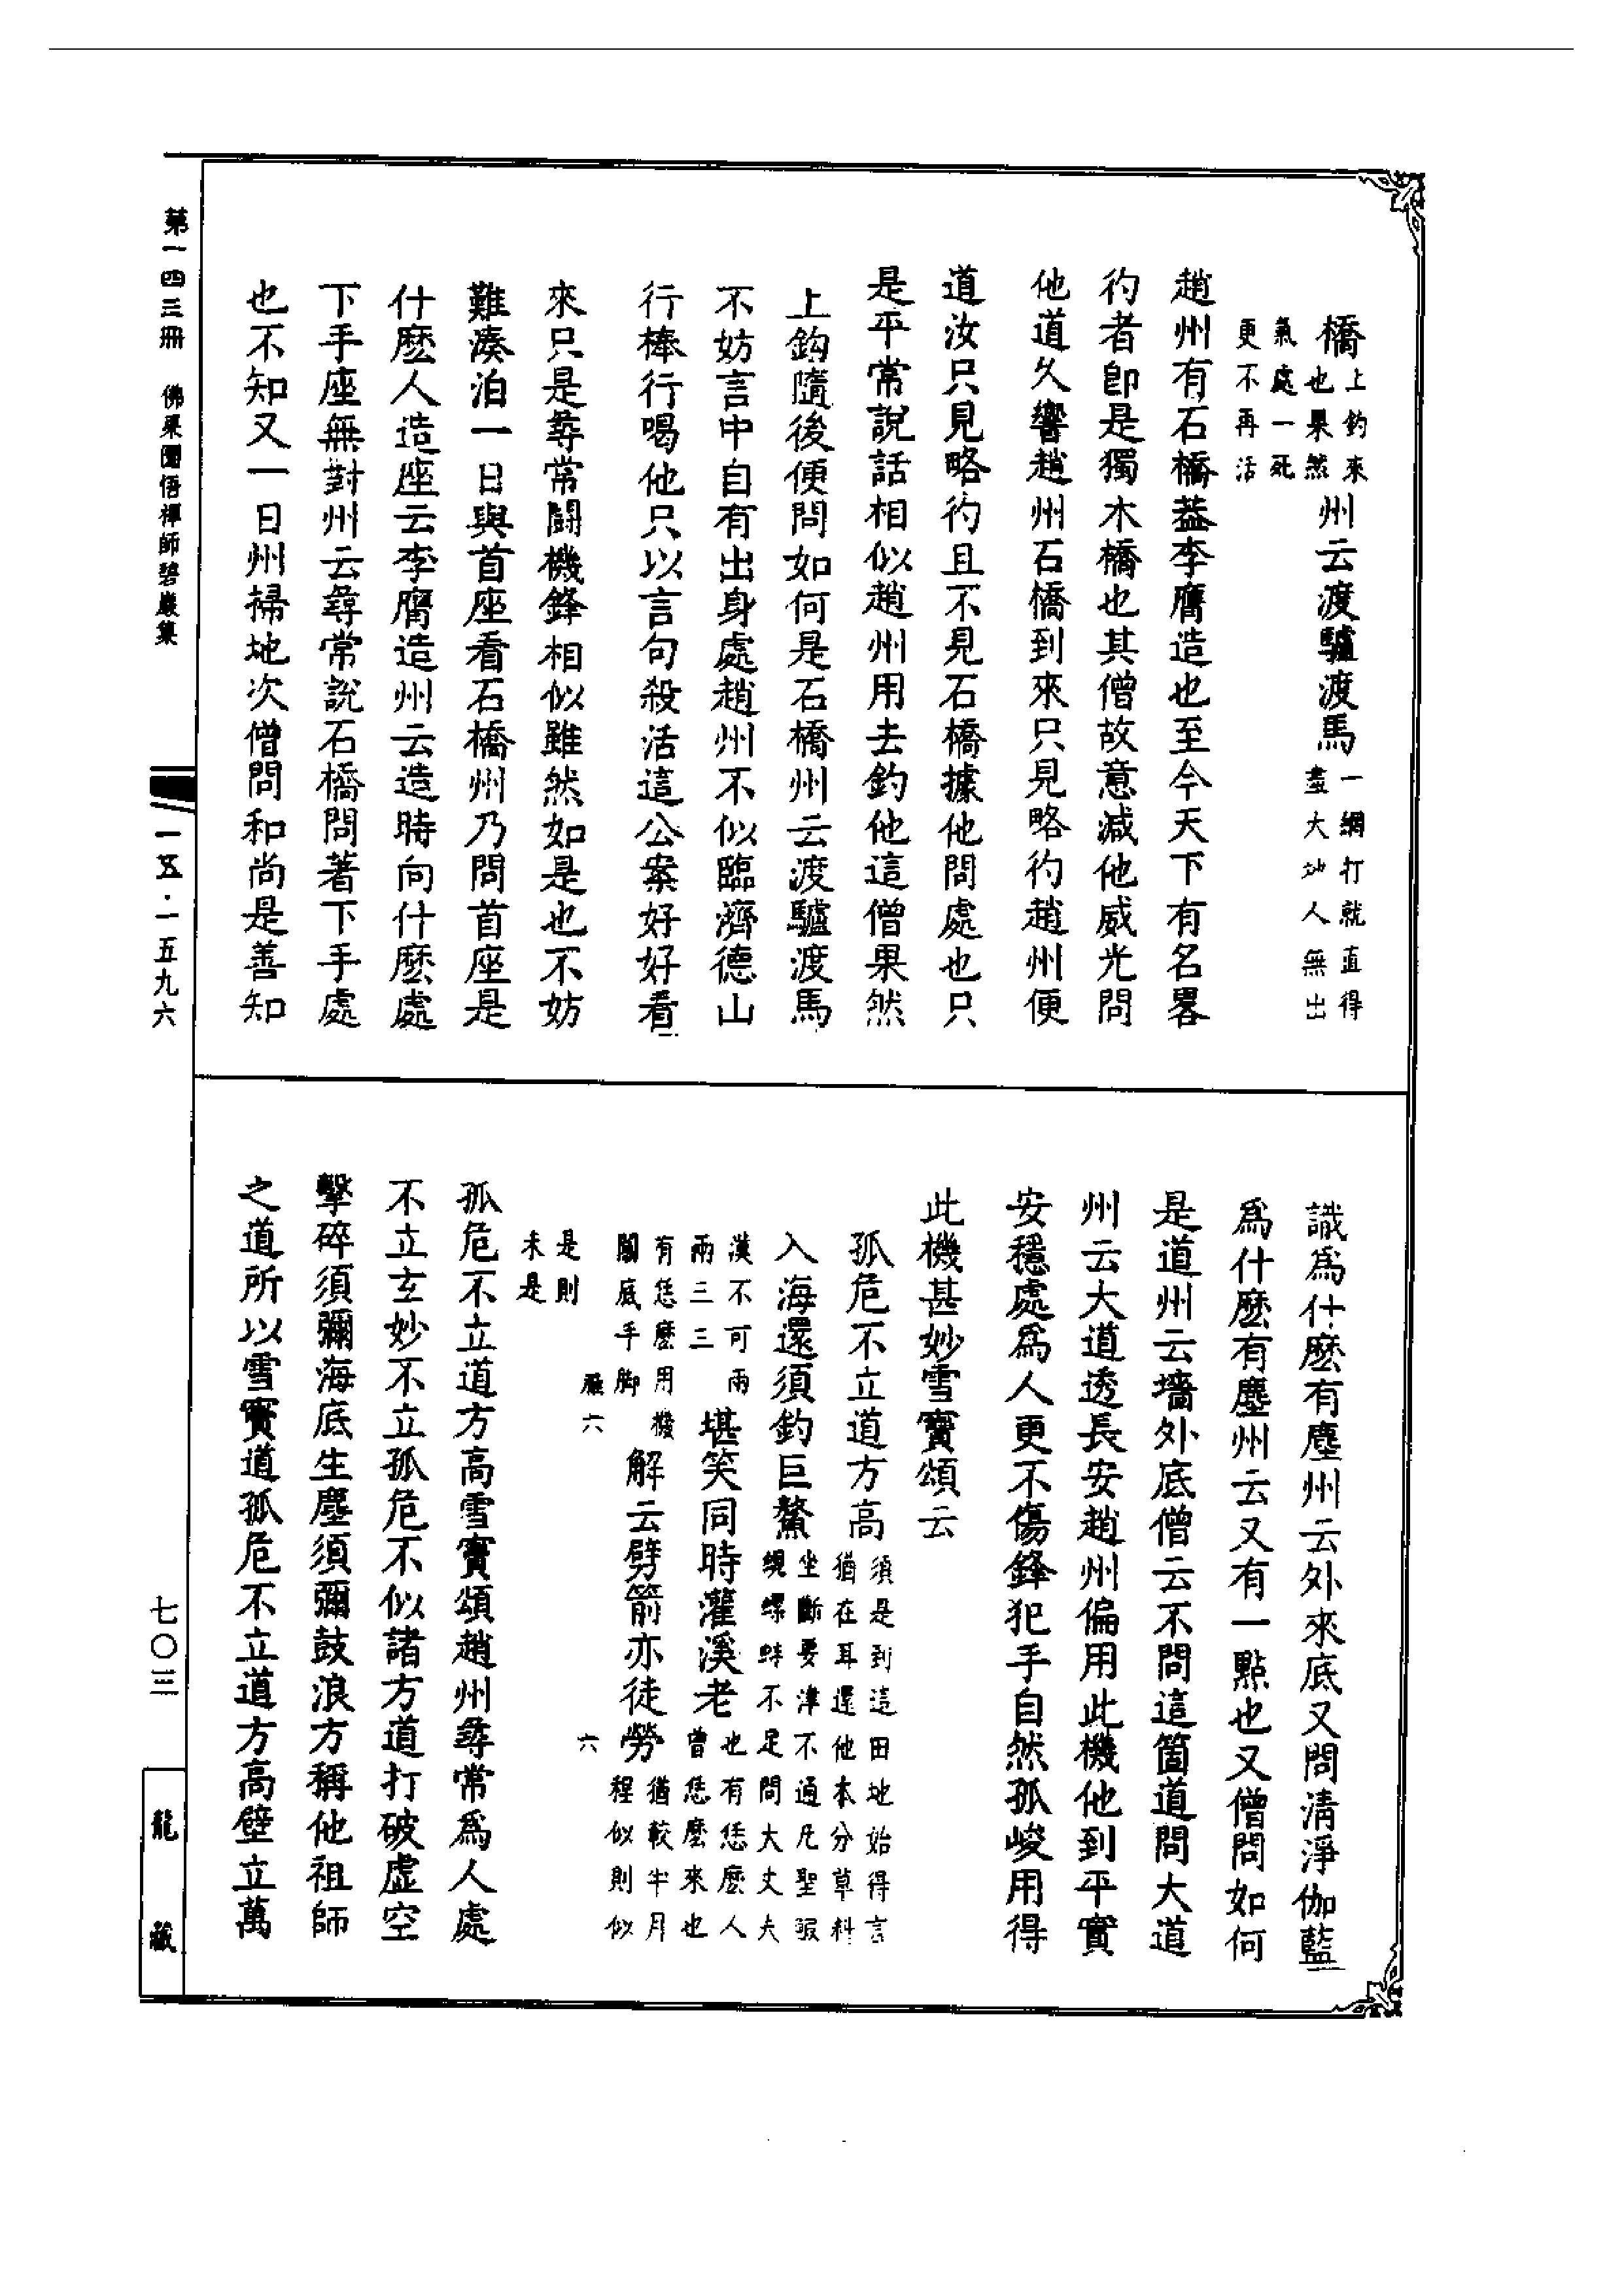 橋上釣來也果然州云渡驢渡馬一網打就直得盡大地人無出
氣處一死更不再活
趙州有石橋葢李膺造也至今天下有名畧
彴者卽是獨木橋也其僧故意減他威光問
他道久響趙州石橋到來只見略彴趙州便
道汝只見略彴且不見石橋據他問處也只
是平常說話相似趙州用去釣他這僧果然
上鈎隨後便問如何是石橋州云渡驢渡馬
不妨言中自有出身處趙州不似臨濟德山
行棒行喝他只以言句殺活這公案好好看
來只是尋常鬬機鋒相似雖然如是也不妨
難湊泊一日與首座看石橋州乃問首座是
什麼人造座云李膺造州云造時向什麼處
下手座無對州云尋常說石橋問著下手處
也不知又一日州掃地次僧問和尚是善知
識爲什麼有塵州云外來底又問淸淨伽藍
爲什麼有塵州云又有一點也又僧問如何
是道州云墻外底僧云不問這箇道問大道
州云大道透長安趙州偏用此機他到平實
安穩處爲人更不傷鋒犯手自然孤峻用得
此機甚妙雪竇頌云
孤危不立道方高須是到這田地始得言猶在耳還他本分草料
入海還須釣巨鰲坐斷要津不通凡聖蝦蜆螺蚌不足問大丈夫
漢不可兩兩三三堪笑同時灌溪老也有恁麼人曾恁麼來也
有恁麼用機關底手脚解云劈箭亦徒勞猶較半月程似則似
是則未是
孤危不立道方高雪竇頌趙州尋常爲人處
不立玄妙不立孤危不似諸方道打破虛空
擊碎須彌海底生塵須彌鼓浪方稱他祖師
之道所以雪竇道孤危不立道方高壁立萬
六
六
第一四三冊 佛果圜悟禪師碧巖集
一五·一五九六
七〇三
龍藏